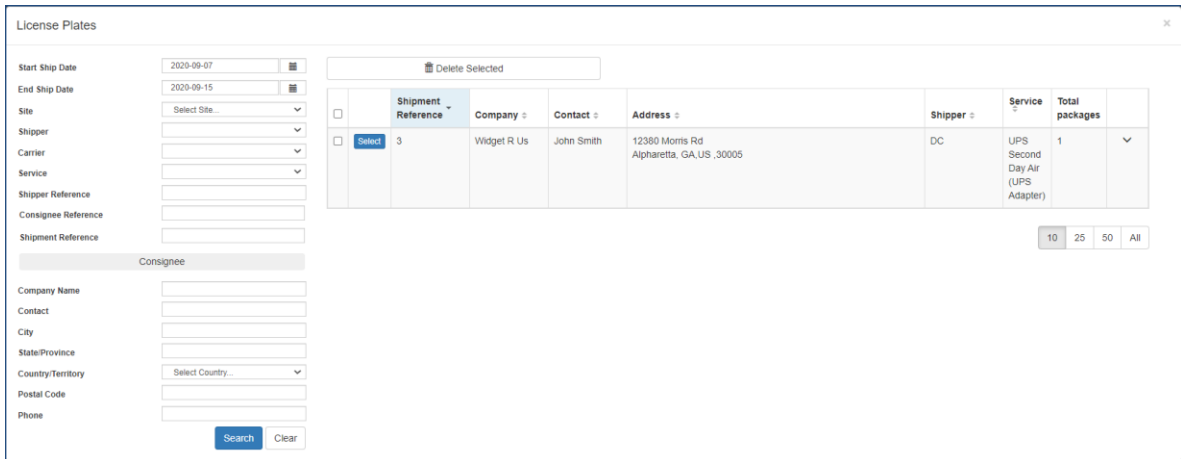 License Plates
×
Start Ship Date 2020-09-07
End Ship Date 2020-09-15
Site Select Site...
Shipper
Carrier
Service
Shipper Reference
Consignee Reference
Shipment Reference
Consignee
Company Name
Contact
City
State/Province
Country/Territory Select Country...
Postal Code
Phone
Search Clear
Delete Selected
Shipment Reference Company Contact Address Shipper Service Total packages
Select 3 Widget R Us John Smith 12380 Morris Rd DC UPS 1
Alpharetta, GA,US ,30005 Second
Day Air
(UPS
Adapter)
10 25 50 All